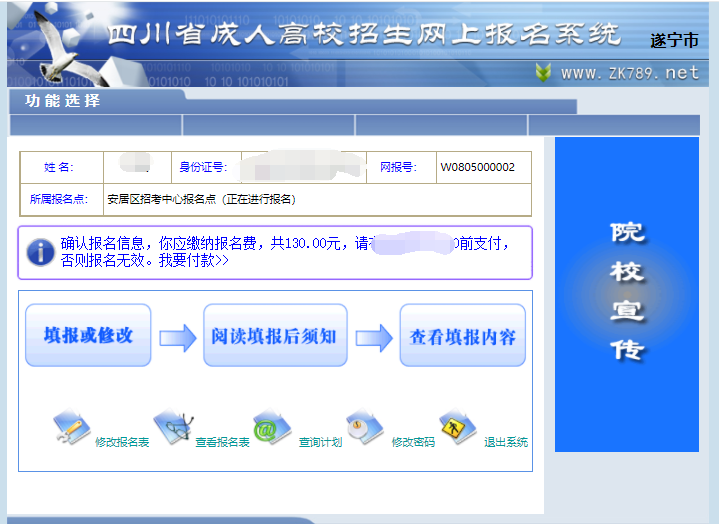 四川省成人高校招生网上报名系统
遂宁市
www.ZK789.net
功能选择
姓 名: 身份证号: 网报号: W0805000002
所属报名点: 安居区招考中心报名点 (正在进行报名)
确认报名信息，你应缴纳报名费，共130.00元，请 0前支付，
否则报名无效。我要付款>>
填报或修改 阅读填报后须知 查看填报内容
修改报名表 查看报名表 查询计划 修改密码 退出系统
院
校
宣
传